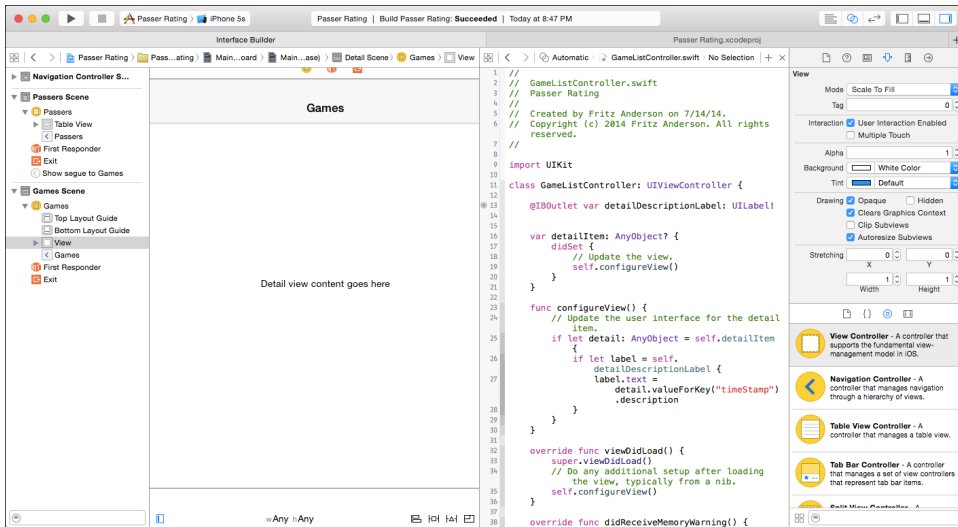 Passer Rating iPhone 5s
Passer Rating | Build Passer Rating: Succeeded | Today at 8:47 PM
Interface Builder
Passer Rating.xcodeproj
Passer Rating Pass...ating Main...oard Main...ase) Detail Scene Games View
Automatic GameListController.swift No Selection
Navigation Controller S...
Passers Scene
Passers
Table View
Passers
First Responder
Exit
Show segue to Games
Games Scene
Games
Top Layout Guide
Bottom Layout Guide
View
Games
First Responder
Exit
Games
Detail view content goes here
wAny hAny
1 //
2 // GameListController.swift
3 // Passer Rating
4 //
5 // Created by Fritz Anderson on 7/14/14.
6 // Copyright (c) 2014 Fritz Anderson. All rights
reserved.
7 //
8
9 import UIKit
10
11 class GameListController: UIViewController {
12
13 @IBOutlet var detailDescriptionLabel: UILabel!
14
15
16 var detailItem: AnyObject? {
17 didSet {
18 // Update the view.
19 self.configureView()
20 }
21 }
22
23 func configureView() {
24 // Update the user interface for the detail
item.
25 if let detail: AnyObject = self.detailItem
{
26 if let label = self.
detailDescriptionLabel {
27 label.text =
detail.valueForKey("timeStamp")
.description
28 }
29 }
30 }
31
32 override func viewDidLoad() {
33 super.viewDidLoad()
34 // Do any additional setup after loading
the view, typically from a nib.
35 self.configureView()
36 }
37
38 override func didReceiveMemoryWarning() {
View
Mode Scale To Fill
Tag 0
Interaction User Interaction Enabled
Multiple Touch
Alpha 1
Background White Color
Tint Default
Drawing Opaque Hidden
Clears Graphics Context
Clip Subviews
Autoresize Subviews
Stretching 0 0
X Y
1 1
Width Height
View Controller - A controller that
supports the fundamental view-
management model in iOS.
Navigation Controller - A
controller that manages navigation
through a hierarchy of views.
Table View Controller - A
controller that manages a table view.
Tab Bar Controller - A controller
that manages a set of view controllers
that represent tab bar items.
Split View Controller - A